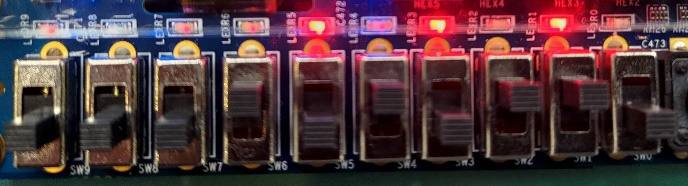 LEDR9 LEDR8 LEDR7 LEDR6 LEDR5 C472 LEDR4 LEDR3 HEX5 LEDR2 HEX4 LEDR1 HEX3 LEDR0 HEX2
C473
SW9 SW8 SW7 SW6 SW5 SW4 SW3 SW2 SW1 SW0